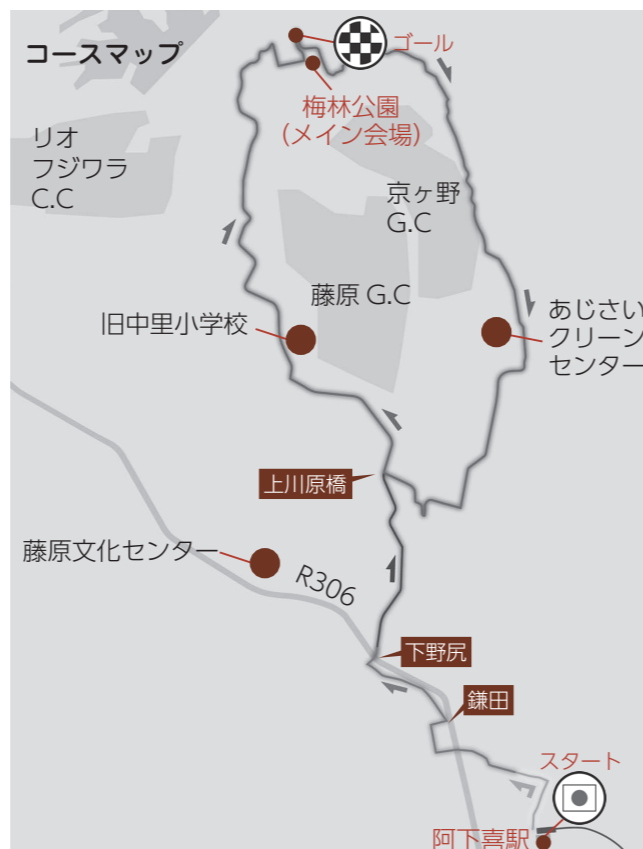 コースマップ
ゴール
梅林公園
(メイン会場)
リオ
フジワラ
C.C
京ヶ野
G.C
藤原 G.C
旧中里小学校
あじさい
クリーン
センター
上川原橋
藤原文化センター
R306
下野尻
鎌田
スタート
阿下喜駅